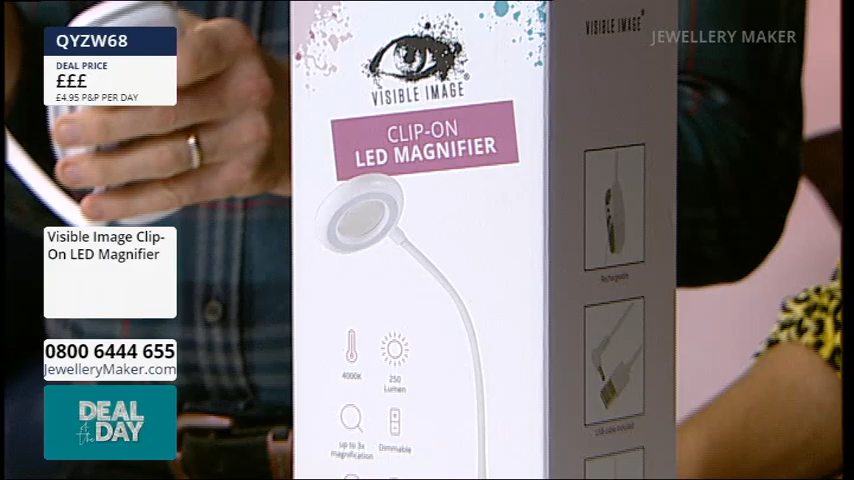 QYZW68
DEAL PRICE
£££
£4.95 P&P PER DAY
Visible Image Clip-
On LED Magnifier
0800 6444 655
JewelleryMaker.com
DEAL
of the
DAY
VISIBLE IMAGE®
CLIP-ON
LED MAGNIFIER
4000K
250
Lumen
up to 3x
magnification
Dimmable
VISIBLE IMAGE®
JEWELLERY MAKER
Rechargeable
USB cable included